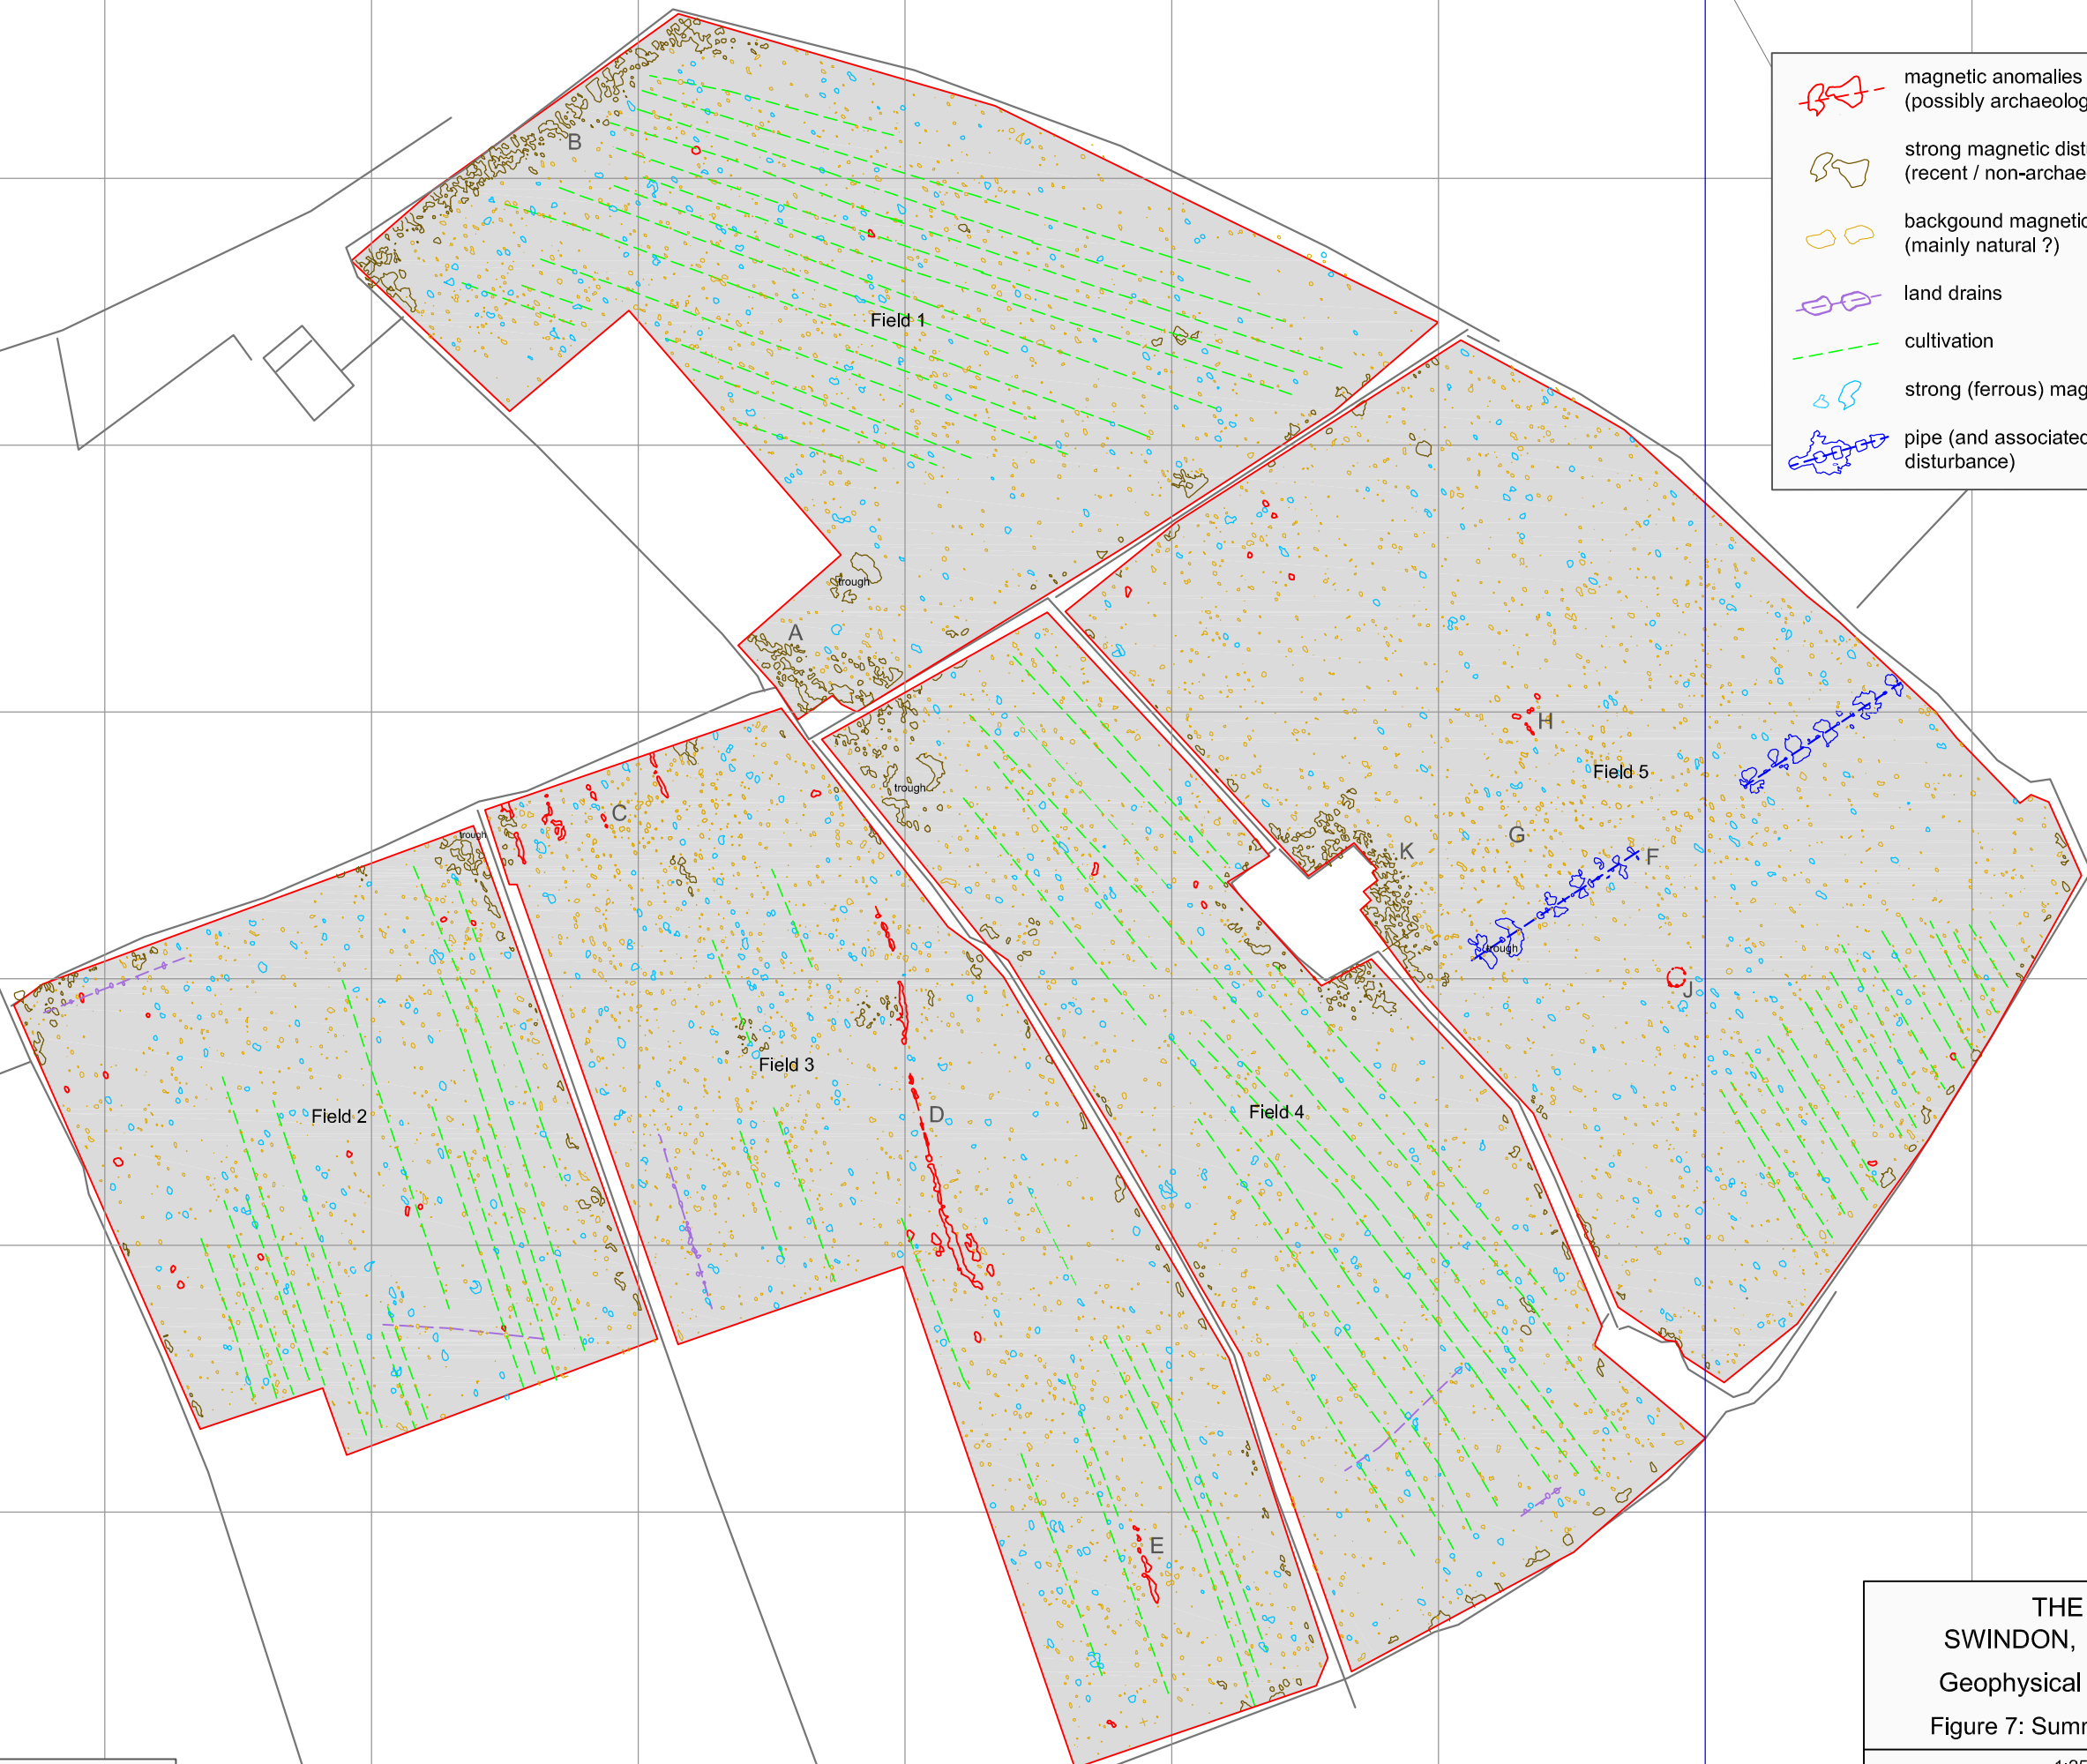 magnetic anomalies
(possibly archaeolog
strong magnetic dist
(recent / non-archae
backgound magnetic
(mainly natural ?)
land drains
cultivation
strong (ferrous) mag
pipe (and associated
disturbance)
B
Field 1
trough
A
H
Field 5
trough
C
trough
G
K
F
trough
J
Field 3
D
Field 4
Field 2
E
THE
SWINDON,
Geophysical
Figure 7: Summ